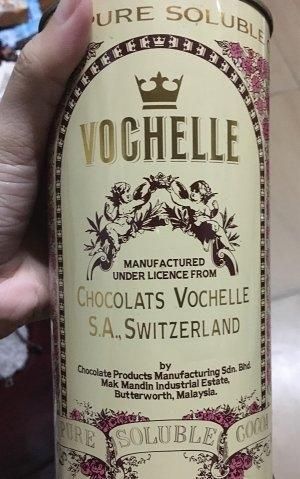 PURE SOLUBLE
VOCHELLE
MANUFACTURED
UNDER LICENCE FROM
CHOCOLATS VOCHELLE
S.A., SWITZERLAND
by
Chocolate Products Manufacturing Sdn. Bhd.
Mak Mandin Industrial Estate,
Butterworth, Malaysia.
PURE SOLUBLE COCOA